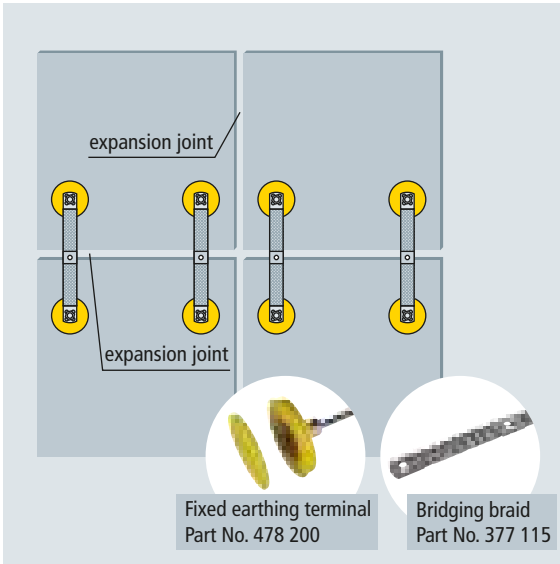 expansion joint
expansion joint
Fixed earthing terminal
Part No. 478 200
Bridging braid
Part No. 377 115